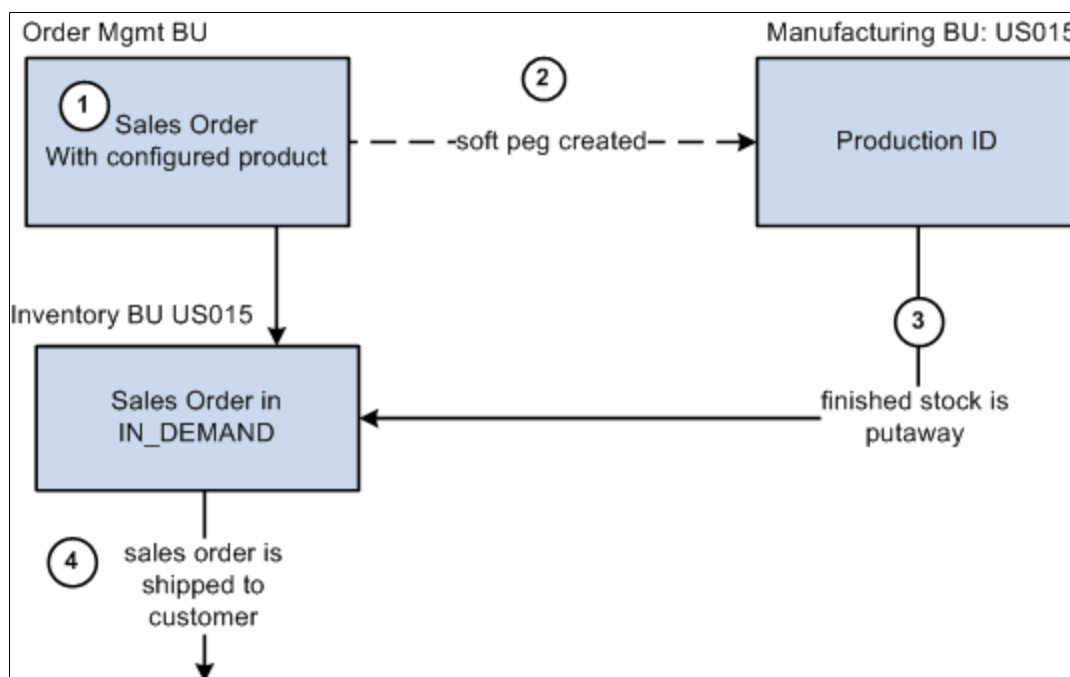 Order Mgmt BU
Manufacturing BU: US015
1
Sales Order
With configured product
2
soft peg created
Production ID
Inventory BU US015
3
Sales Order in
IN_DEMAND
finished stock is
putaway
4
sales order is
shipped to
customer